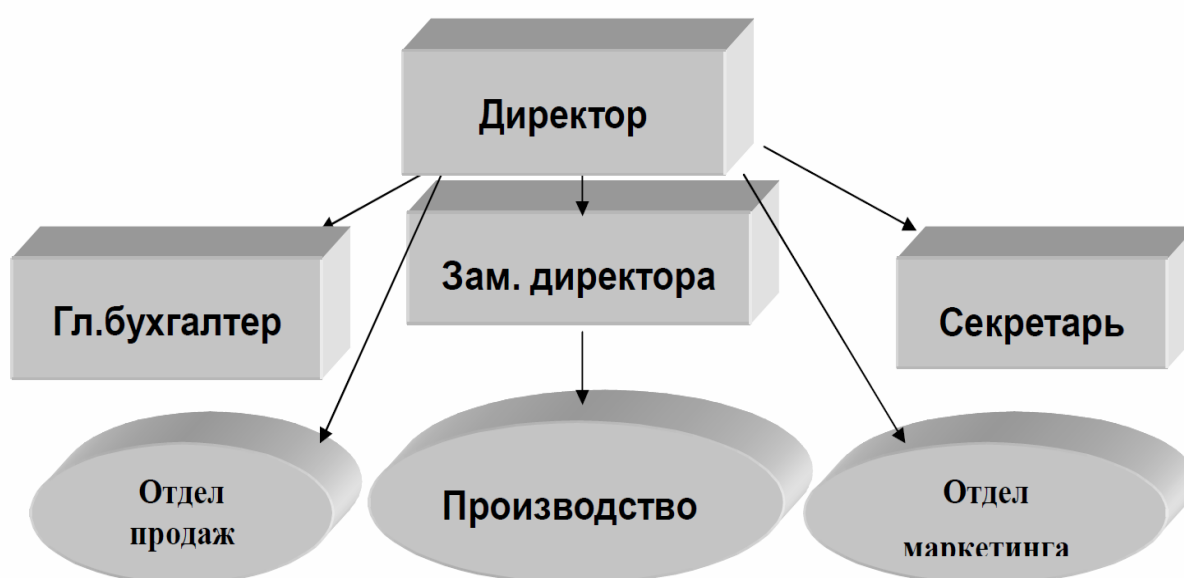 Директор
Зам. директора
Гл.бухгалтер
Секретарь
Отдел
продаж
Производство
Отдел
маркетинга